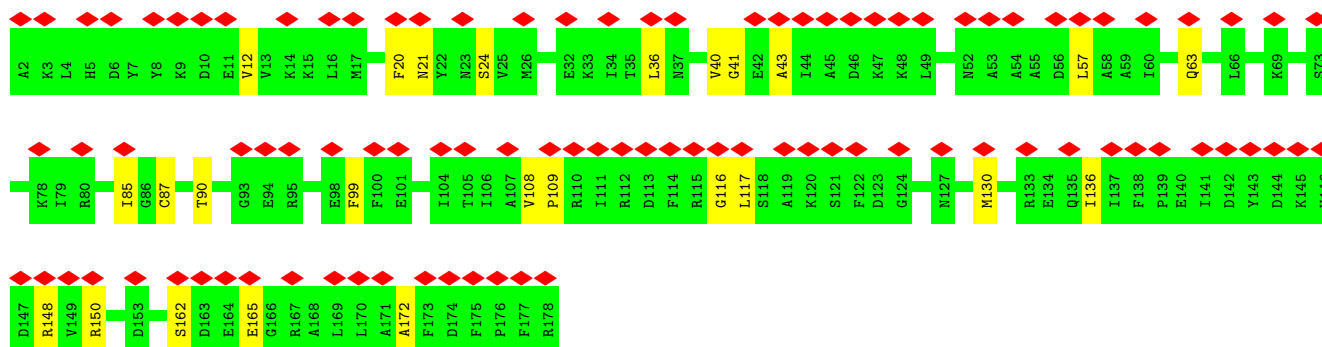 A2 K3 L4 H5 D6 Y7 Y8 K9 D10 E11 V12 V13 K14 K15 L16 M17 F20 N21 Y22 N23 S24 V25 M26 E32 K33 I34 T35 L36 N37 V40 G41 E42 A43 I44 A45 D46 K47 K48 L49 N52 A53 A54 A55 D56 L57 A58 A59 I60 Q63 L66 K69 S73
K78 I79 R80 I85 G86 C87 T90 G93 E94 R95 E98 F99 F100 E101 I104 T105 I106 A107 V108 P109 R110 I111 R112 D113 F114 R115 G116 L117 S118 A119 K120 S121 F122 D123 G124 N127 M130 R133 E134 Q135 I136 I137 F138 P139 E140 I141 D142 Y143 D144 K145
D147 R148 V149 R150 D153 S162 D163 E164 E165 G166 R167 A168 L169 L170 A171 A172 F173 D174 F175 P176 F177 R178